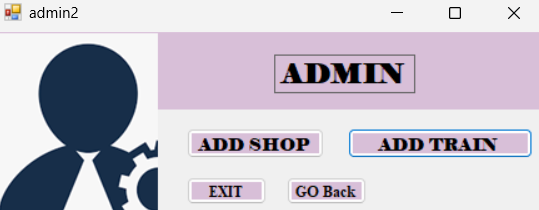 admin2
ADMIN
ADD SHOP ADD TRAIN
EXIT GO Back